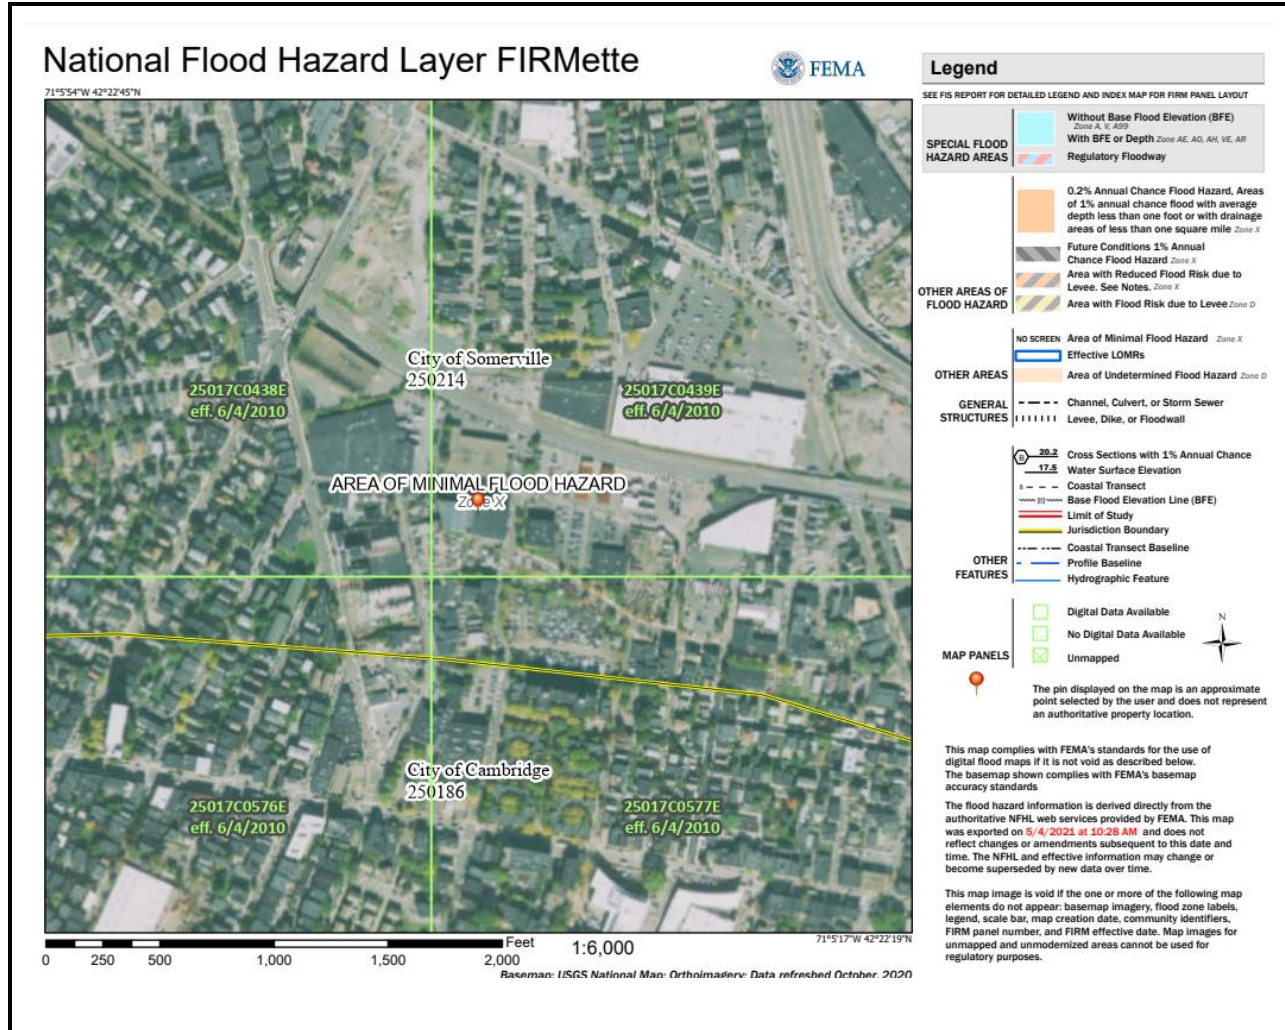 National Flood Hazard Layer FIRMette
FEMA
71°5'54"W 42°22'45"N
City of Somerville
250214
25017C0438E
eff. 6/4/2010
25017C0439E
eff. 6/4/2010
AREA OF MINIMAL FLOOD HAZARD
Zone X
City of Cambridge
250186
25017C0576E
eff. 6/4/2010
25017C0577E
eff. 6/4/2010
71°5'17"W 42°22'19"N
Feet
1:6,000
0 250 500 1,000 1,500 2,000
Basemap: USGS National Map: Orthoimagery: Data refreshed October, 2020
Legend
SEE FIS REPORT FOR DETAILED LEGEND AND INDEX MAP FOR FIRM PANEL LAYOUT
SPECIAL FLOOD
HAZARD AREAS
Without Base Flood Elevation (BFE)
Zone A, V, A99
With BFE or Depth Zone AE, AO, AH, VE, AR
Regulatory Floodway
OTHER AREAS OF
FLOOD HAZARD
0.2% Annual Chance Flood Hazard, Areas
of 1% annual chance flood with average
depth less than one foot or with drainage
areas of less than one square mile Zone X
Future Conditions 1% Annual
Chance Flood Hazard Zone X
Area with Reduced Flood Risk due to
Levee. See Notes. Zone X
Area with Flood Risk due to Levee Zone D
OTHER AREAS
NO SCREEN Area of Minimal Flood Hazard Zone X
Effective LOMRs
Area of Undetermined Flood Hazard Zone D
GENERAL
STRUCTURES
Channel, Culvert, or Storm Sewer
Levee, Dike, or Floodwall
OTHER
FEATURES
B 20.2 Cross Sections with 1% Annual Chance
17.5 Water Surface Elevation
8 Coastal Transect
513 Base Flood Elevation Line (BFE)
Limit of Study
Jurisdiction Boundary
Coastal Transect Baseline
Profile Baseline
Hydrographic Feature
MAP PANELS
Digital Data Available
No Digital Data Available
Unmapped
N
The pin displayed on the map is an approximate
point selected by the user and does not represent
an authoritative property location.
This map complies with FEMA's standards for the use of
digital flood maps if it is not void as described below.
The basemap shown complies with FEMA's basemap
accuracy standards
The flood hazard information is derived directly from the
authoritative NFHL web services provided by FEMA. This map
was exported on 5/4/2021 at 10:28 AM and does not
reflect changes or amendments subsequent to this date and
time. The NFHL and effective information may change or
become superseded by new data over time.
This map image is void if the one or more of the following map
elements do not appear: basemap imagery, flood zone labels,
legend, scale bar, map creation date, community identifiers,
FIRM panel number, and FIRM effective date. Map images for
unmapped and unmodernized areas cannot be used for
regulatory purposes.